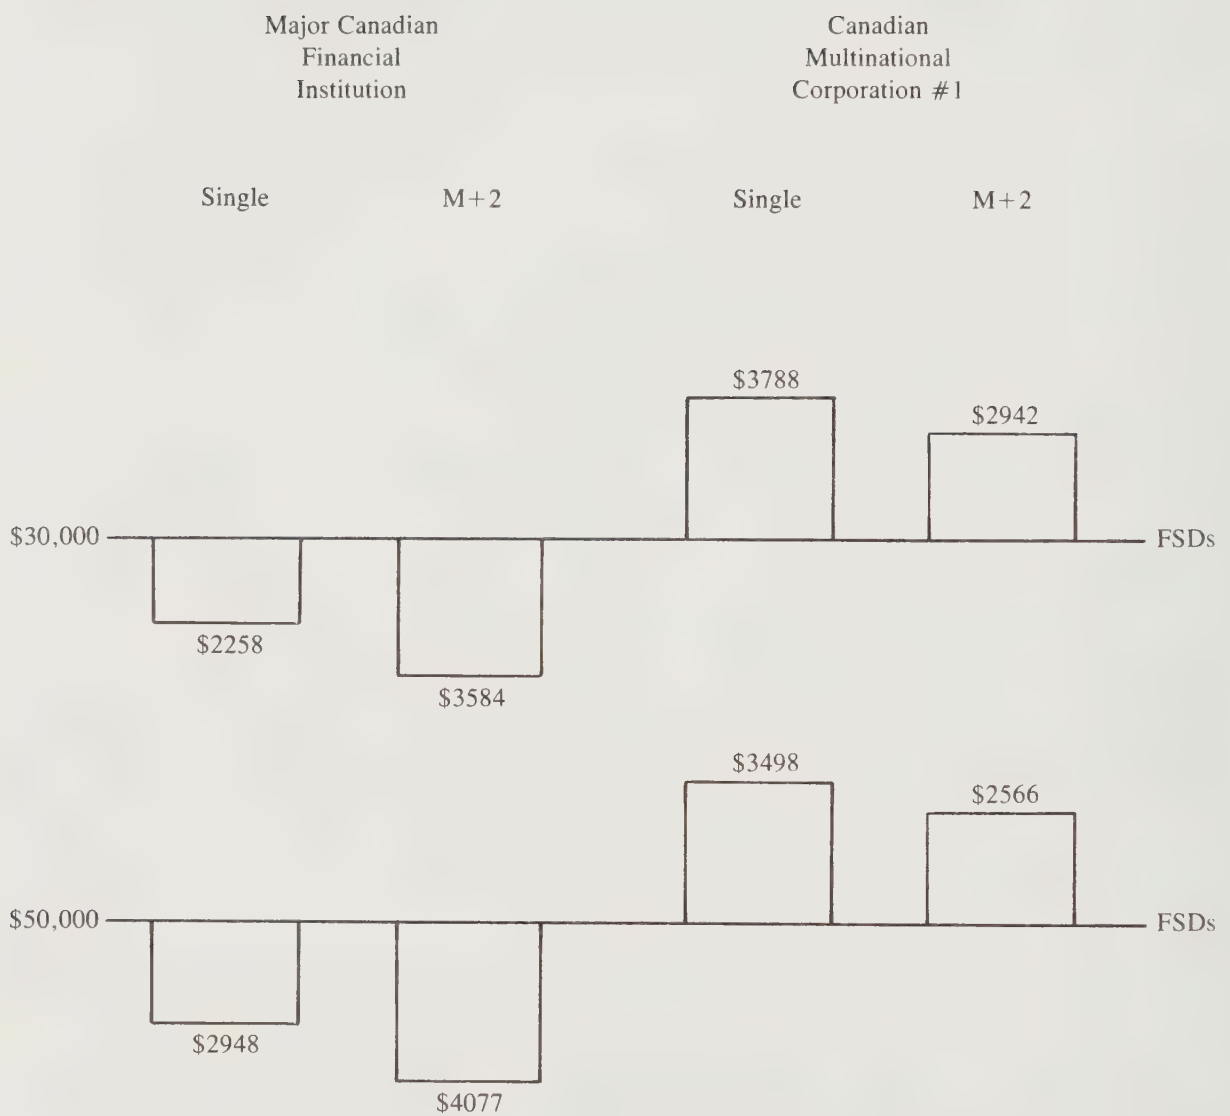 Major Canadian
Financial
Institution
Canadian
Multinational
Corporation #1
Single
M+2
Single
M+2
$3788
$2942
$30,000
FSDs
$2258
$3584
$3498
$2566
$50,000
FSDs
$2948
$4077